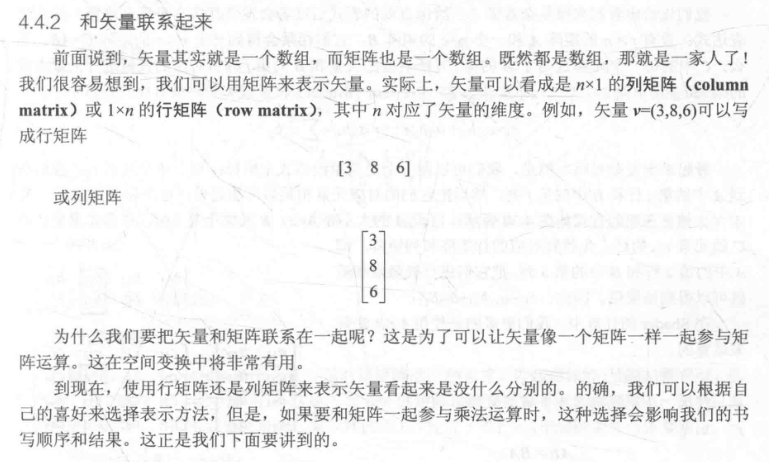 4.4.2 和矢量联系起来
前面说到，矢量其实就是一个数组，而矩阵也是一个数组。既然都是数组，那就是一家人了！
我们很容易想到，我们可以用矩阵来表示矢量。实际上，矢量可以看成是 n×1 的列矩阵（column
matrix）或 1×n 的行矩阵（row matrix），其中 n 对应了矢量的维度。例如，矢量 v=(3,8,6)可以写
成行矩阵
[3 8 6]
或列矩阵
[3
8
6]
为什么我们要把矢量和矩阵联系在一起呢？这是为了可以让矢量像一个矩阵一样一起参与矩
阵运算。这在空间变换中将非常有用。
到现在，使用行矩阵还是列矩阵来表示矢量看起来是没什么分别的。的确，我们可以根据自
己的喜好来选择表示方法，但是，如果要和矩阵一起参与乘法运算时，这种选择会影响我们的书
写顺序和结果。这正是我们下面要讲到的。